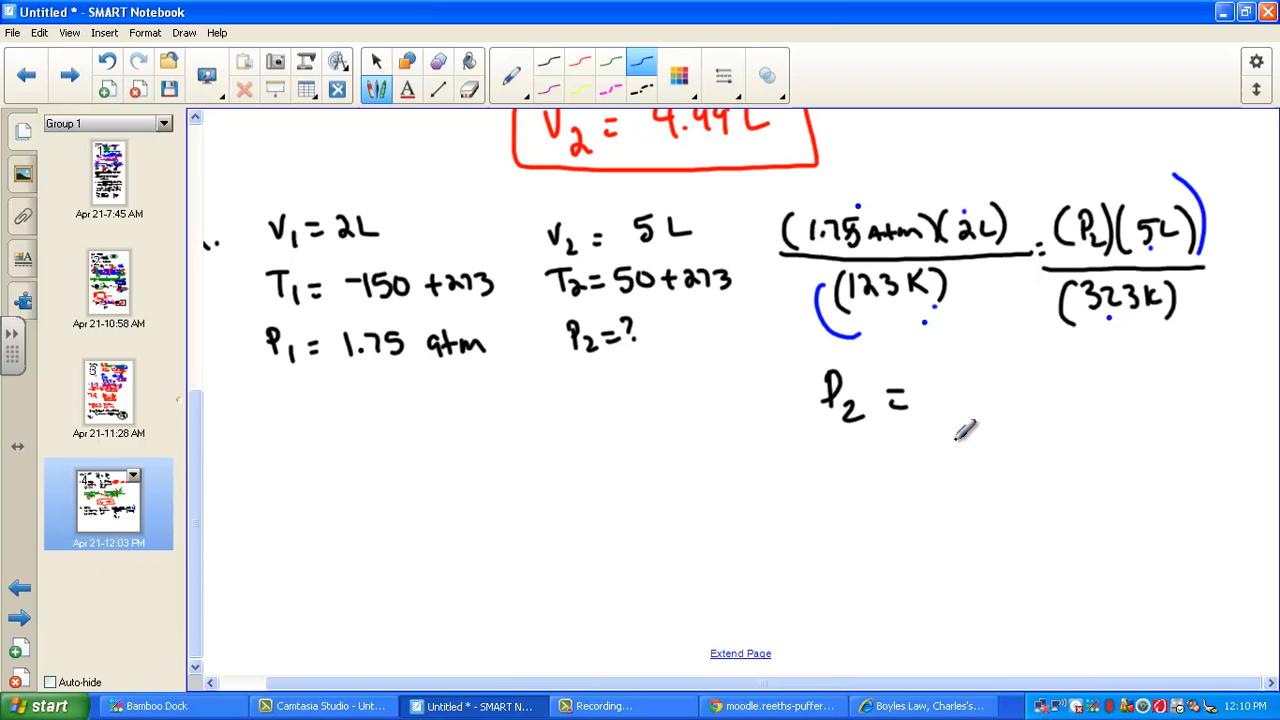 Untitled * - SMART Notebook
File Edit View Insert Format Draw Help
Group 1
Apr 21-7:45 AM
Apr 21-10:58 AM
Apr 21-11:28 AM
Apr 21-12:03 PM
Auto-hide
V2 = 4.44 L
V1 = 2L
T1 = -150 +273
P1 = 1.75 atm
V2 = 5 L
T2 = 50+273
P2 = ?
(1.75 Atm)(2L) = (P2)(5L)
(123 K) (323K)
P2 =
Extend Page
start Bamboo Dock Camtasia Studio - Unt... Untitled * - SMART N... Recording... moodle.reeths-puffer... Boyles Law, Charles's... 12:10 PM